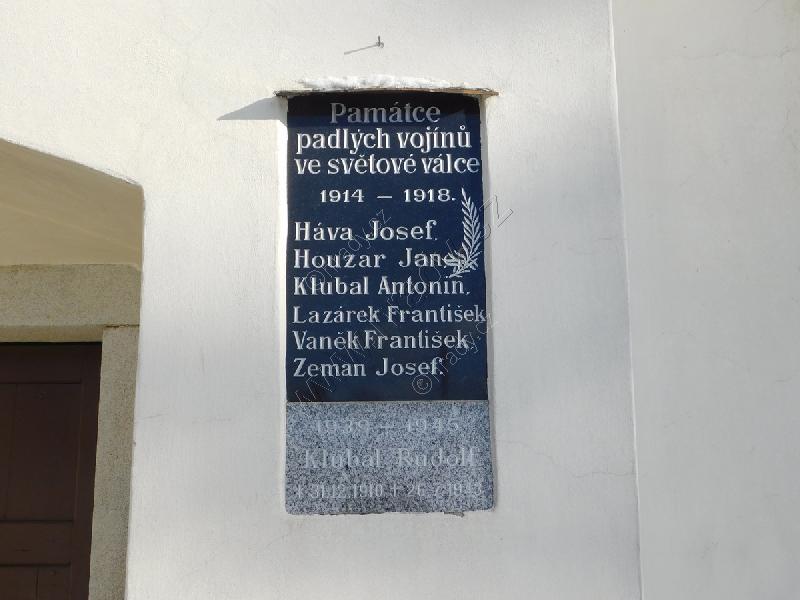 Památce
padlých vojínů
ve světové válce
1914 – 1918.
Háva Josef.
Houzar Jan
Klubal Antonín.
Lazárek František
Vaněk František.
Zeman Josef.
1939 – 1945
Klubal Rudolf